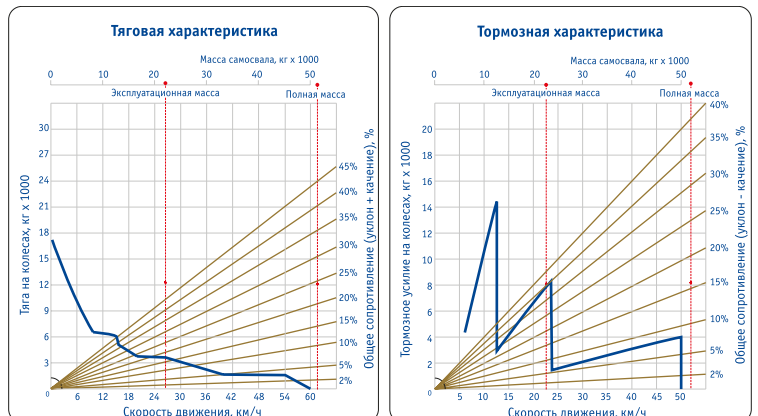 Тяговая характеристика
Масса самосвала, кг х 1000
0 10 20 30 40 50
Эксплуатационная масса
Полная масса
Тяга на колесах, кг х 1000
30
27
24
21
18
15
12
9
6
3
0
45%
40%
35%
30%
25%
20%
15%
10%
5%
2%
Общее сопротивление (уклон + качение), %
6 12 18 24 30 36 42 48 54 60
Скорость движения, км/ч
Тормозная характеристика
Масса самосвала, кг х 1000
0 10 20 30 40 50
Эксплуатационная масса
Полная масса
Тормозное усилие на колесах, кг х 1000
20
18
16
14
12
10
8
6
4
2
0
40%
35%
30%
25%
20%
15%
10%
5%
2%
Общее сопротивление (уклон - качение), %
5 10 15 20 25 30 35 40 45 50
Скорость движения, км/ч